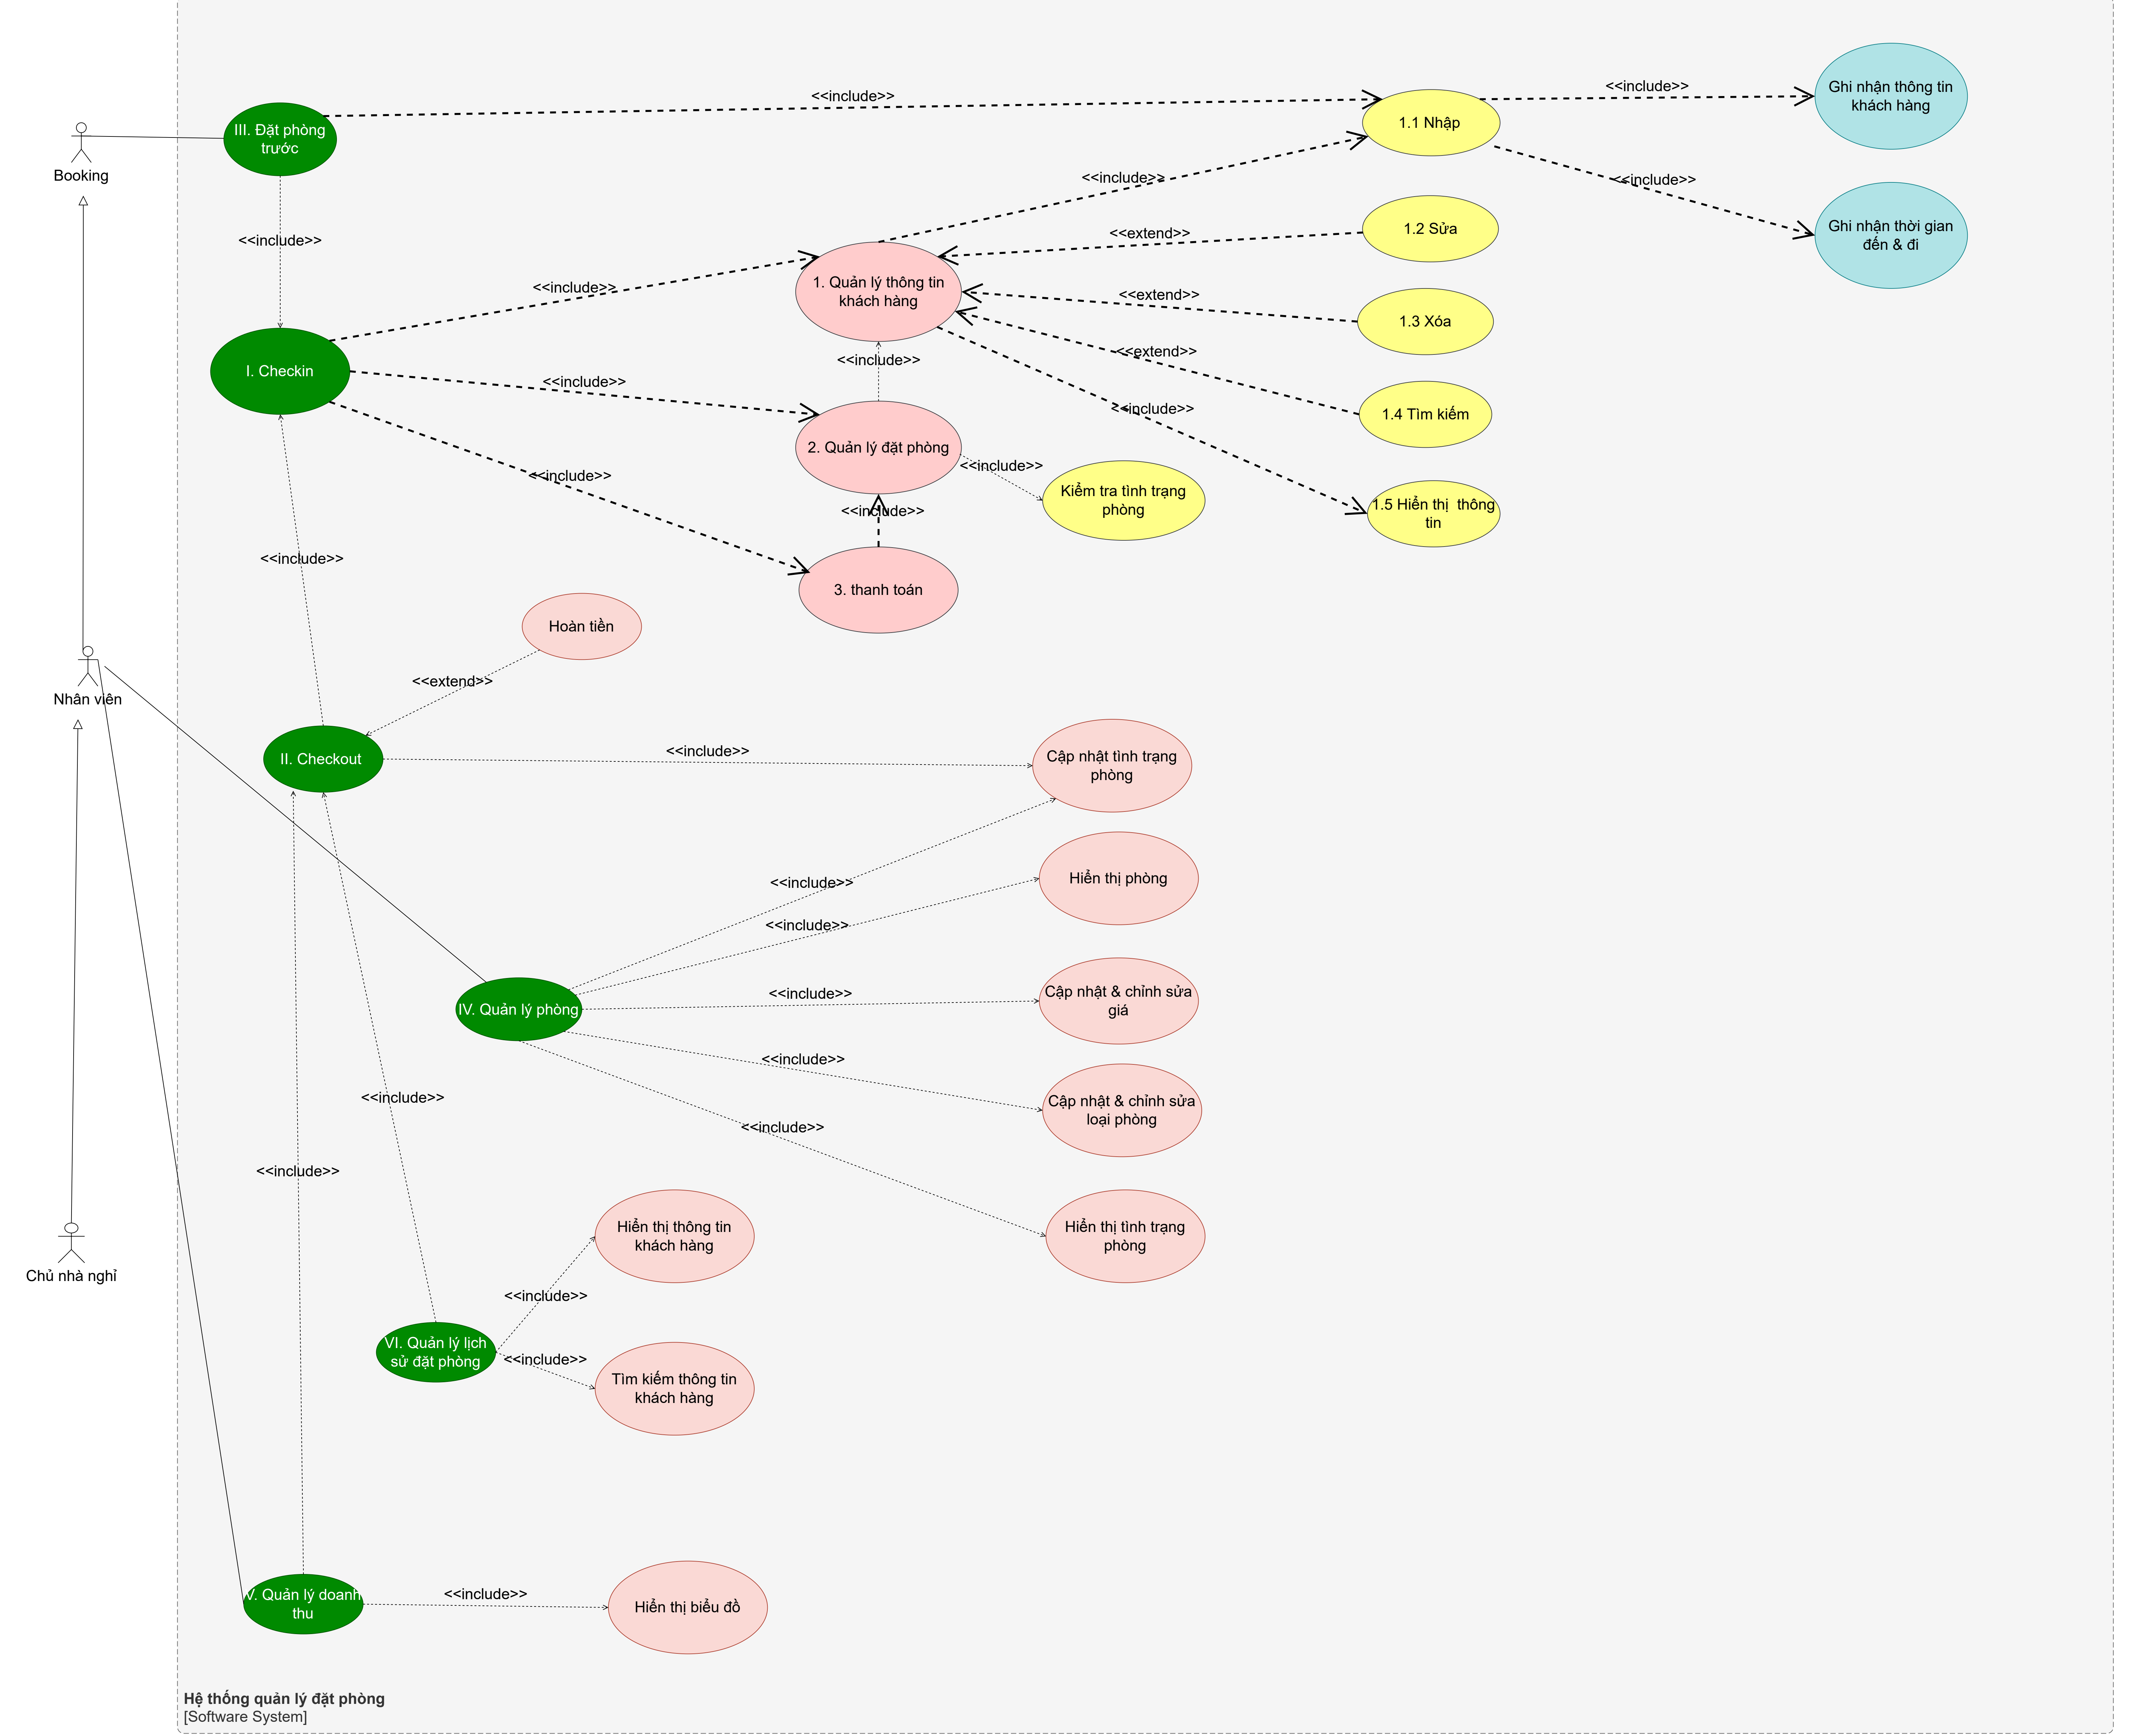 <<include>>
<<include>>
Ghi nhận thông tin
khách hàng
III. Đặt phòng
trước
1.1 Nhập
Booking
<<include>>
<<include>>
Ghi nhận thời gian
đến & đi
<<include>>
<<extend>>
1.2 Sửa
1. Quản lý thông tin
khách hàng
<<include>>
<<extend>>
1.3 Xóa
<<include>>
<<extend>>
I. Checkin
<<include>>
<<include>>
1.4 Tìm kiếm
2. Quản lý đặt phòng
<<include>>
<<include>>
Kiểm tra tình trạng
phòng
<<include>>
1.5 Hiển thị  thông
tin
<<include>>
3. thanh toán
Hoàn tiền
<<extend>>
Nhân viên
<<include>>
II. Checkout
Cập nhật tình trạng
phòng
<<include>>
Hiển thị phòng
<<include>>
<<include>>
IV. Quản lý phòng
Cập nhật & chỉnh sửa
giá
<<include>>
Cập nhật & chỉnh sửa
loại phòng
<<include>>
<<include>>
<<include>>
Hiển thị thông tin
khách hàng
Hiển thị tình trạng
phòng
Chủ nhà nghỉ
<<include>>
VI. Quản lý lịch
sử đặt phòng
<<include>>
Tìm kiếm thông tin
khách hàng
V. Quản lý doanh
thu
<<include>>
Hiển thị biểu đồ
Hệ thống quản lý đặt phòng
[Software System]